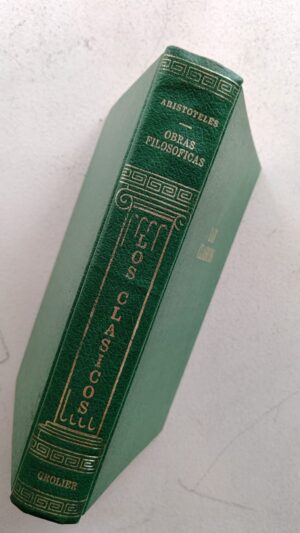 ARISTOTELES
OBRAS
FILOSOFICAS
LOS CLASICOS
GROLIER